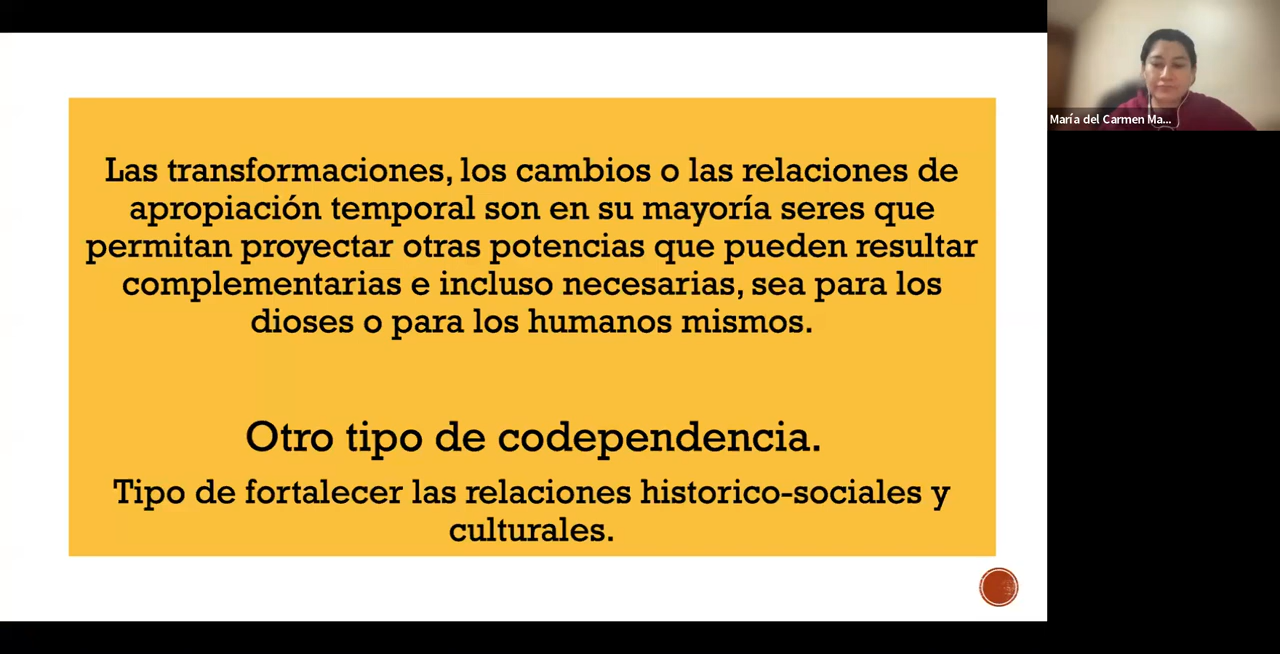 Las transformaciones, los cambios o las relaciones de
apropiación temporal son en su mayoría seres que
permitan proyectar otras potencias que pueden resultar
complementarias e incluso necesarias, sea para los
dioses o para los humanos mismos.
Otro tipo de codependencia.
Tipo de fortalecer las relaciones historico-sociales y
culturales.
María del Carmen Ma...